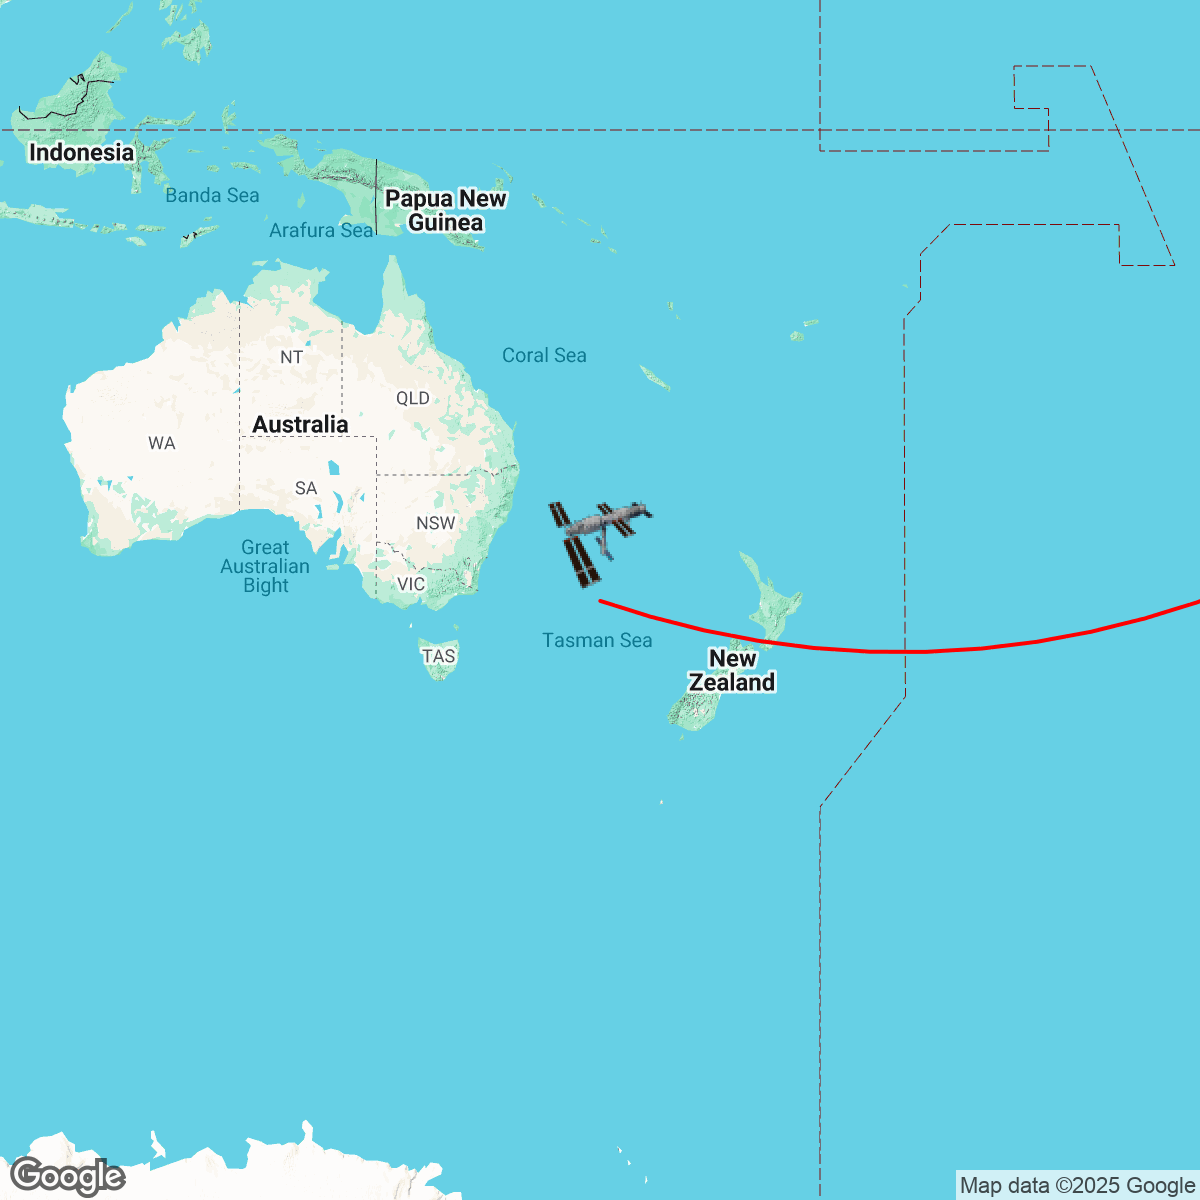 Indonesia
Banda Sea
Papua New
Guinea
Arafura Sea
Coral Sea
NT
QLD
Australia
WA
SA
NSW
Great
Australian
Bight
VIC
Tasman Sea
TAS
New
Zealand
Google
Map data ©2025 Google